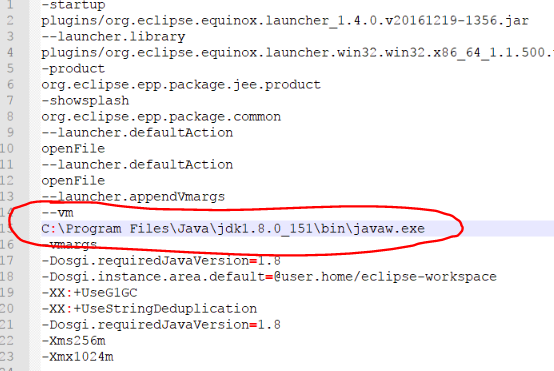 1 -startup
2 plugins/org.eclipse.equinox.launcher_1.4.0.v20161219-1356.jar
3 --launcher.library
4 plugins/org.eclipse.equinox.launcher.win32.win32.x86_64_1.1.500.
5 -product
6 org.eclipse.epp.package.jee.product
7 -showsplash
8 org.eclipse.epp.package.common
9 --launcher.defaultAction
10 openFile
11 --launcher.defaultAction
12 openFile
13 --launcher.appendVmargs
14 --vm
15 C:\Program Files\Java\jdk1.8.0_151\bin\javaw.exe
16 -vmargs
17 -Dosgi.requiredJavaVersion=1.8
18 -Dosgi.instance.area.default=@user.home/eclipse-workspace
19 -XX:+UseG1GC
20 -XX:+UseStringDeduplication
21 -Dosgi.requiredJavaVersion=1.8
22 -Xms256m
23 -Xmx1024m